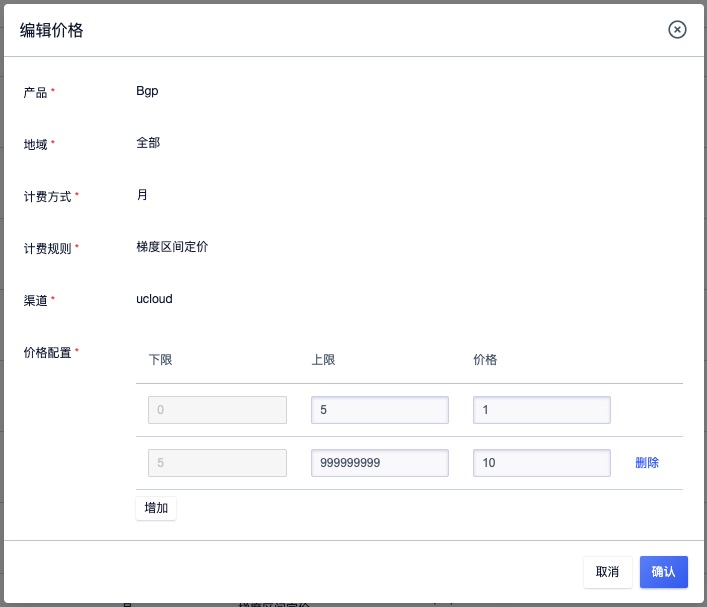 编辑价格
产品 * Bgp
地域 * 全部
计费方式 * 月
计费规则 * 梯度区间定价
渠道 * ucloud
价格配置 * 下限 上限 价格
0 5 1
5 999999999 10 删除
增加
取消 确认